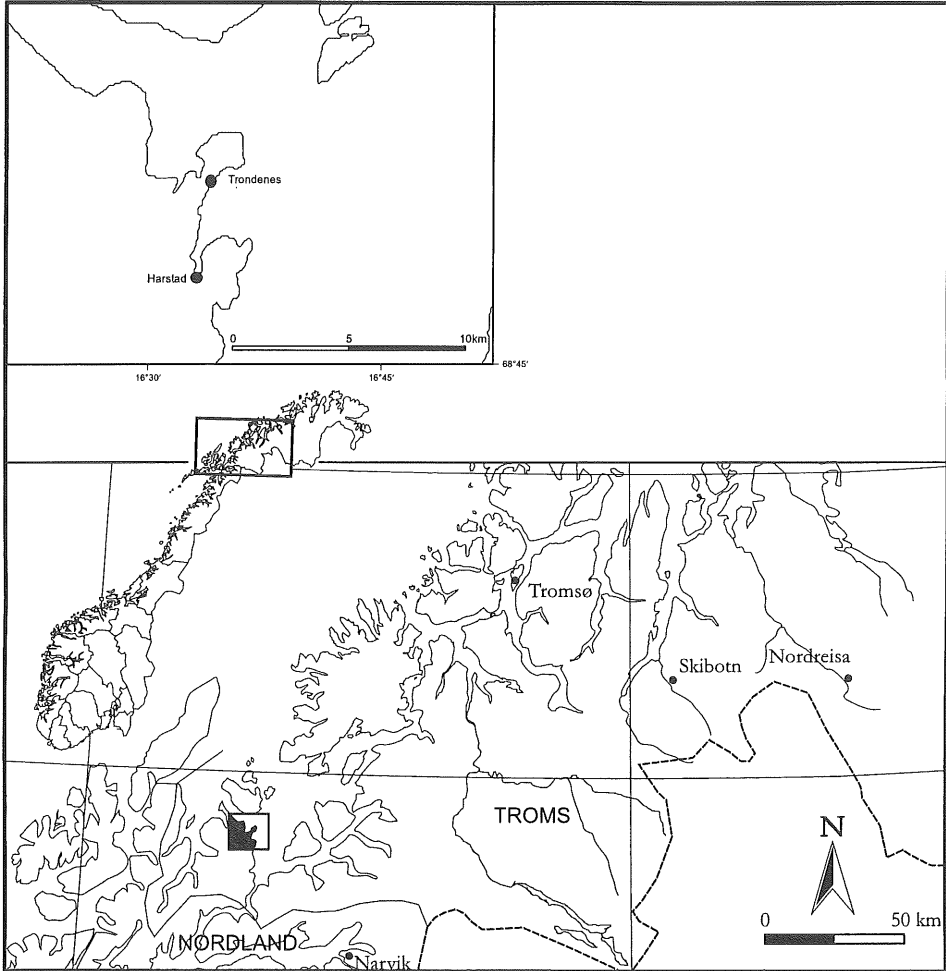 Trondenes
Harstad
0 5 10km
68°45'
16°30' 16°45'
Tromsø
Skibotn
Nordreisa
TROMS
N
0 50 km
NORDLAND
Narvik